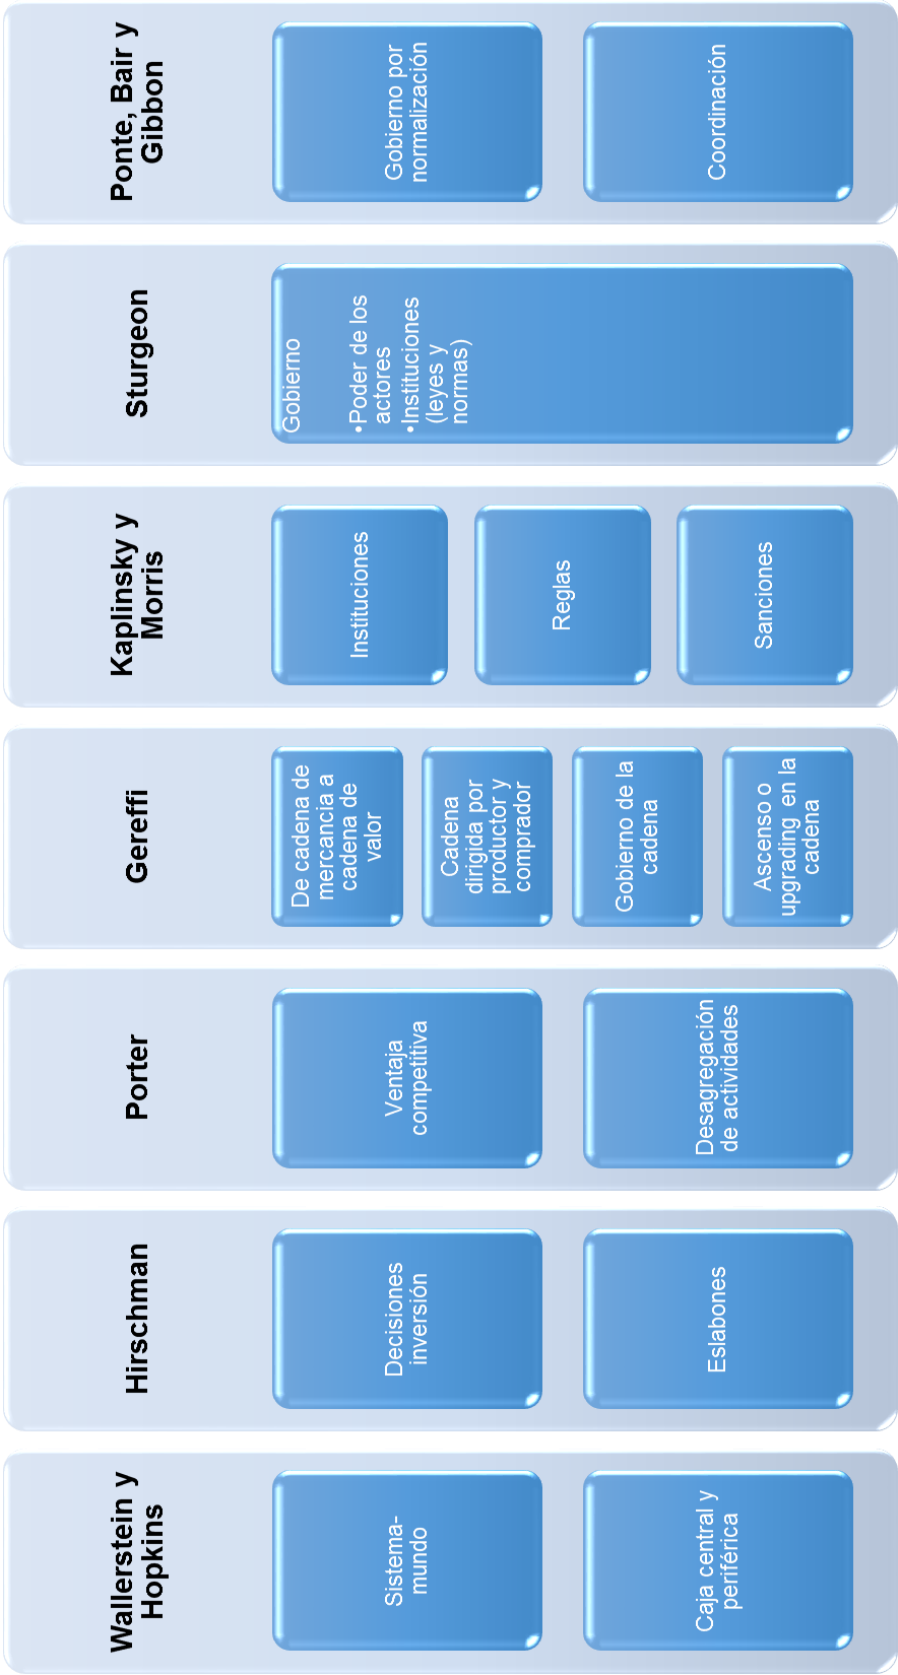 Wallerstein y
Hopkins
Sistema-
mundo
Caja central y
periférica
Hirschman
Decisiones
inversión
Eslabones
Porter
Ventaja
competitiva
Desagregación
de actividades
Gereffi
De cadena de
mercancia a
cadena de
valor
Cadena
dirigida por
productor y
comprador
Gobierno de la
cadena
Ascenso o
upgrading en la
cadena
Kaplinsky y
Morris
Instituciones
Reglas
Sanciones
Sturgeon
Gobierno
•Poder de los
actores
•Instituciones
(leyes y
normas)
Ponte, Bair y
Gibbon
Gobierno por
normalización
Coordinación